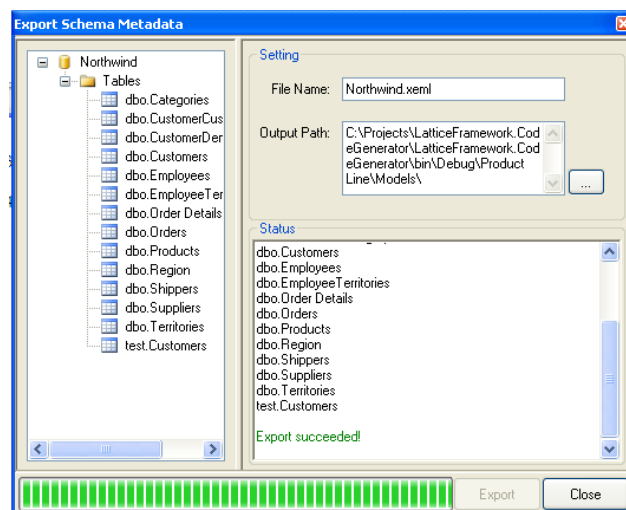 Export Schema Metadata
Northwind
Tables
dbo.Categories
dbo.CustomerCus
dbo.CustomerDer
dbo.Customers
dbo.Employees
dbo.EmployeeTer
dbo.Order Details
dbo.Orders
dbo.Products
dbo.Region
dbo.Shippers
dbo.Suppliers
dbo.Territories
test.Customers
Setting
File Name:
Northwind.xeml
Output Path:
C:\Projects\LatticeFramework.Cod
eGenerator\LatticeFramework.Cod
eGenerator\bin\Debug\Product
Line\Models\
...
Status
dbo.Customers
dbo.Employees
dbo.EmployeeTerritories
dbo.Order Details
dbo.Orders
dbo.Products
dbo.Region
dbo.Shippers
dbo.Suppliers
dbo.Territories
test.Customers
Export succeeded!
Export
Close